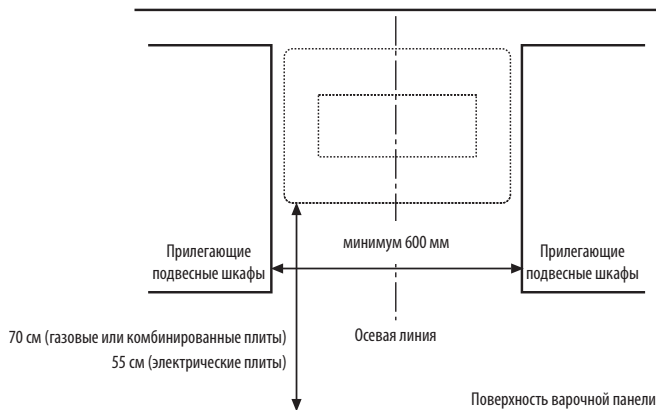 Прилегающие
подвесные шкафы
минимум 600 мм
Прилегающие
подвесные шкафы
70 см (газовые или комбинированные плиты)
55 см (электрические плиты)
Осевая линия
Поверхность варочной панели